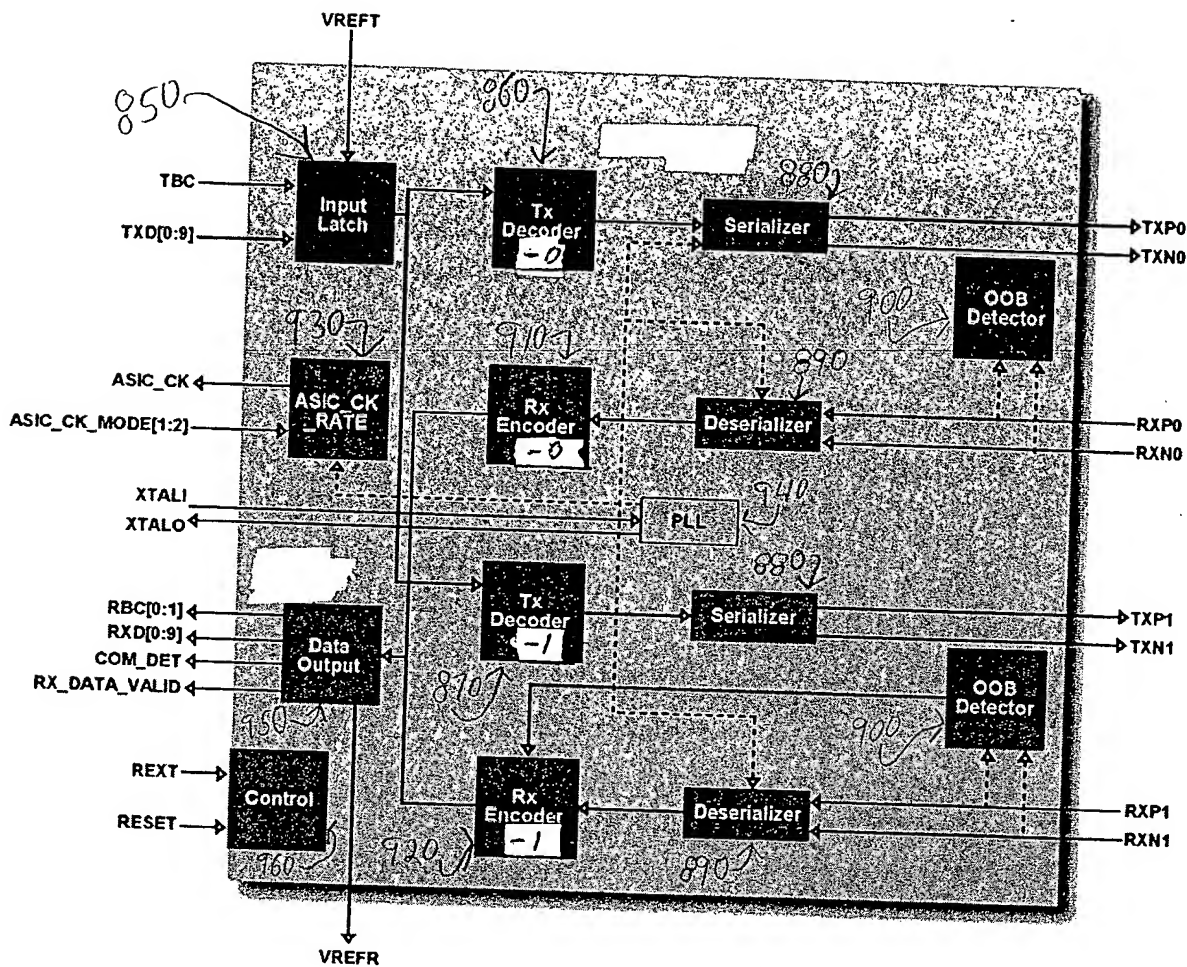 VREFT
850
860
880
TBC
TXD[0:9]
Input
Latch
Tx
Decoder
-0
Serializer
TXP0
TXN0
900
OOB
Detector
930
910
890
ASIC_CK
ASIC_CK_MODE[1:2]
ASIC_CK
RATE
Rx
Encoder
-0
Deserializer
RXP0
RXN0
XTALI
XTALO
PLL
940
880
RBC[0:1]
RXD[0:9]
COM_DET
RX_DATA_VALID
Data
Output
950
Tx
Decoder
-1
870
Serializer
TXP1
TXN1
OOB
Detector
900
REXT
RESET
Control
960
Rx
Encoder
-1
920
Deserializer
890
RXP1
RXN1
VREFR